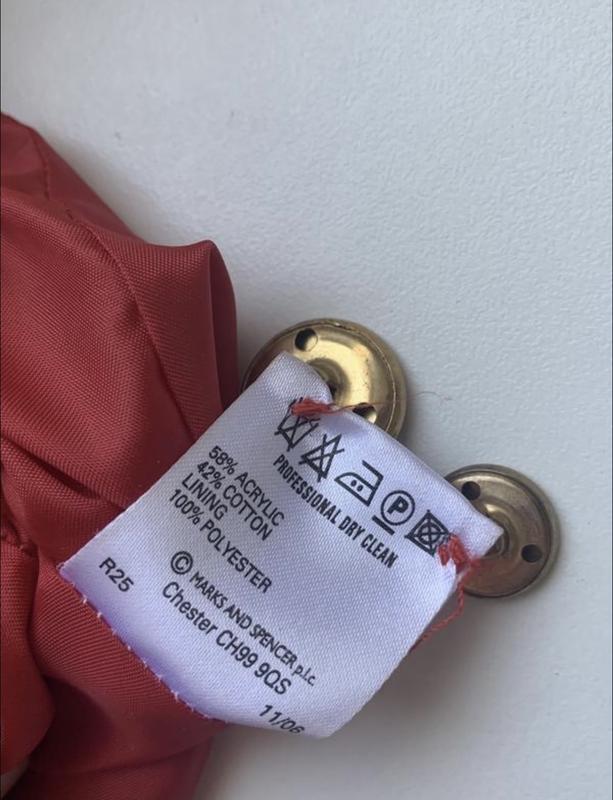 P
PROFESSIONAL DRY CLEAN
58% ACRYLIC
42% COTTON
LINING
100% POLYESTER
© MARKS AND SPENCER p.l.c.
Chester CH99 9QS
R25
11/06